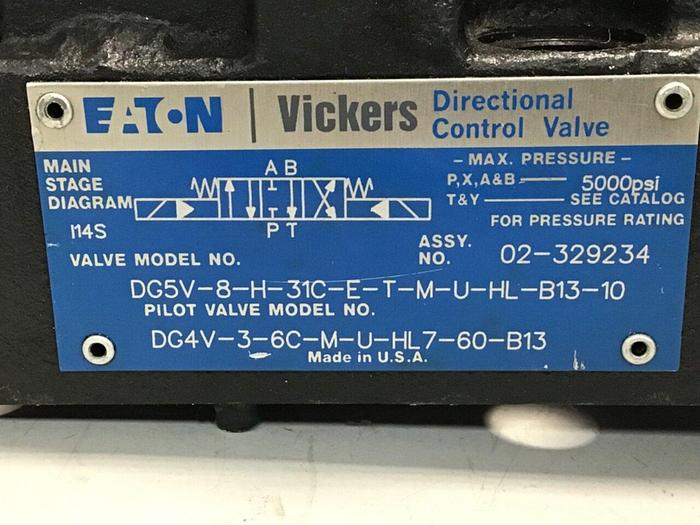 EATON | Vickers Directional Control Valve
MAIN STAGE DIAGRAM
A B
P T
– MAX. PRESSURE –
P,X,A&B 5000psi
T&Y SEE CATALOG
FOR PRESSURE RATING
I14S
VALVE MODEL NO.
ASSY. NO. 02-329234
DG5V-8-H-31C-E-T-M-U-HL-B13-10
PILOT VALVE MODEL NO.
DG4V-3-6C-M-U-HL7-60-B13
Made in U.S.A.